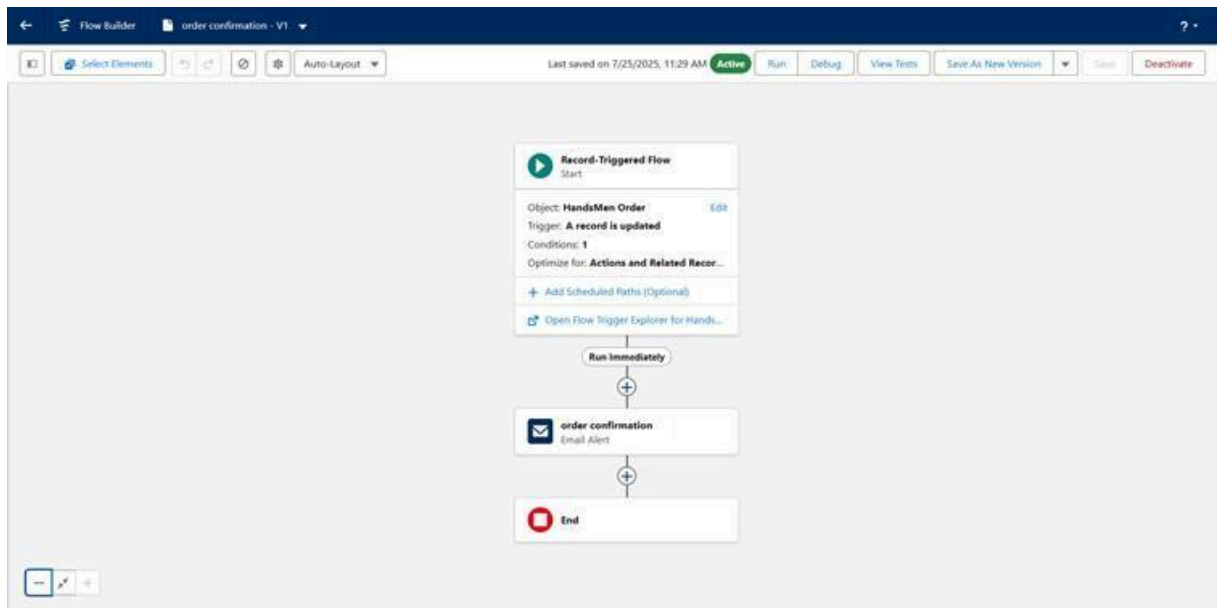 Flow Builder order confirmation - V1 ? 
Select Elements Auto-Layout Last saved on 7/25/2025, 11:29 AM Active Run Debug View Tests Save As New Version Save Deactivate
Record-Triggered Flow
Start
Object: HandsMen Order Edit
Trigger: A record is updated
Conditions: 1
Optimize for: Actions and Related Recor...
+ Add Scheduled Paths (Optional)
Open Flow Trigger Explorer for Hands...
Run Immediately
order confirmation
Email Alert
End